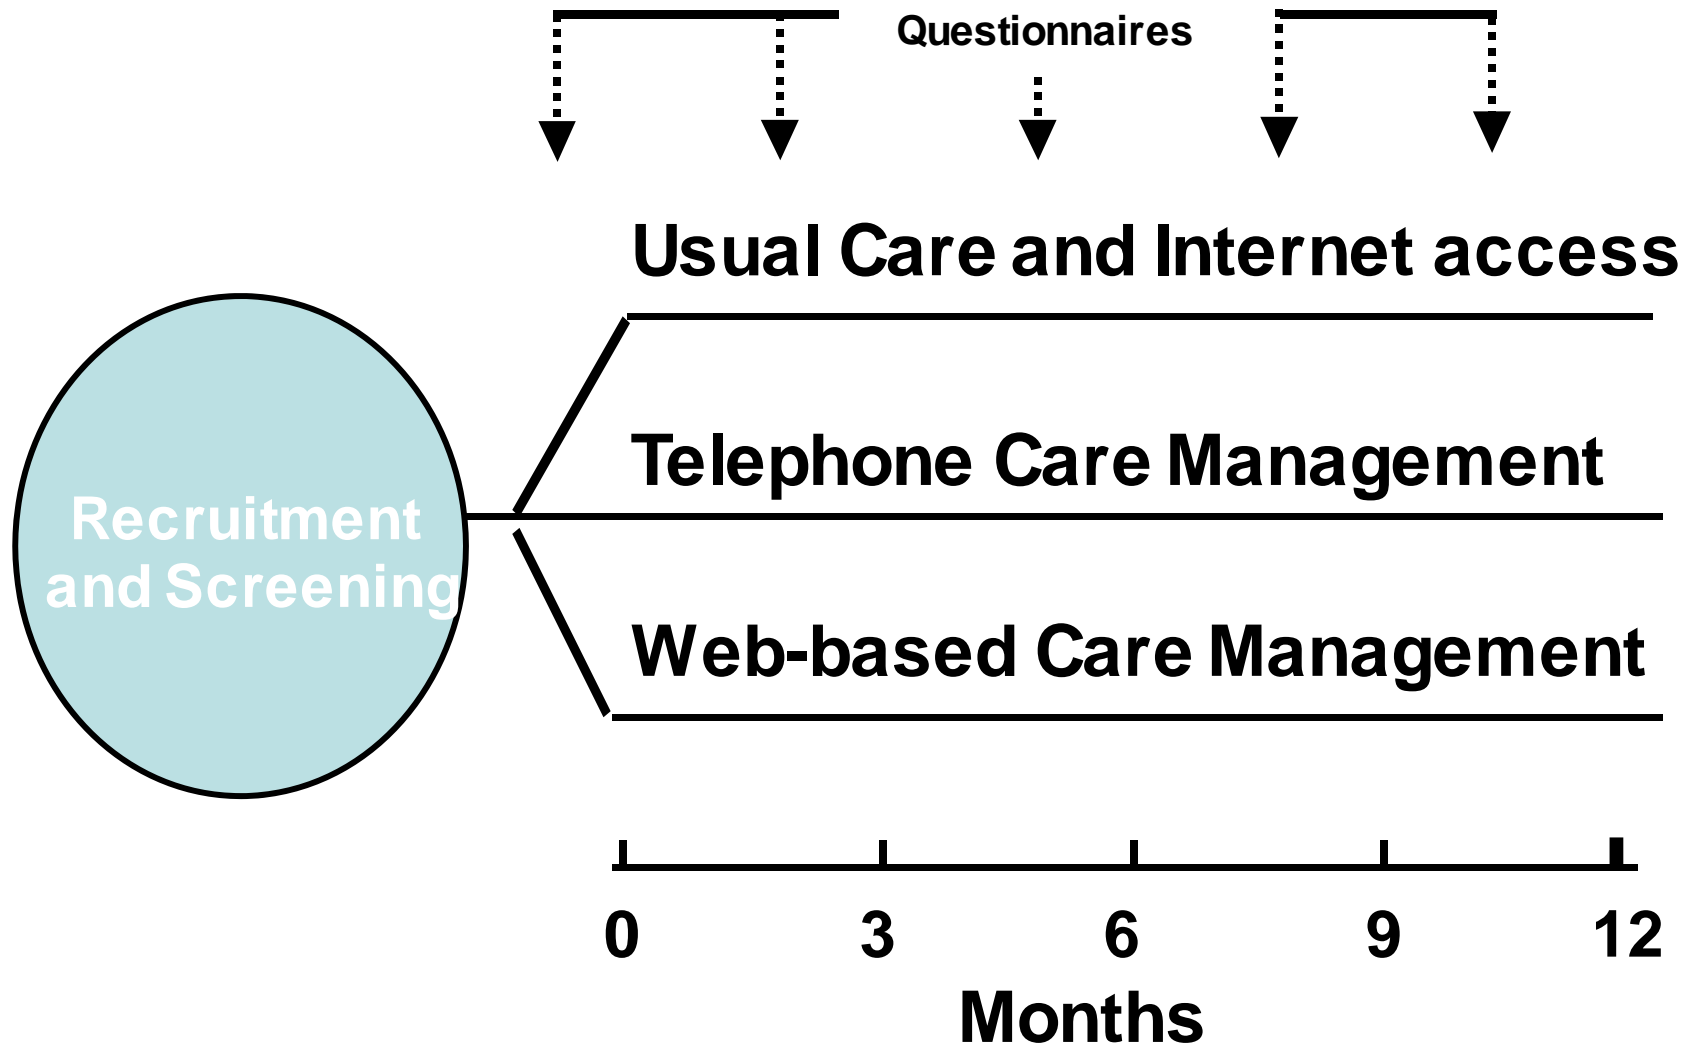 Questionnaires
Usual Care and Internet access
Telephone Care Management
Recruitment
and Screening
Web-based Care Management
0 3 6 9 12
Months